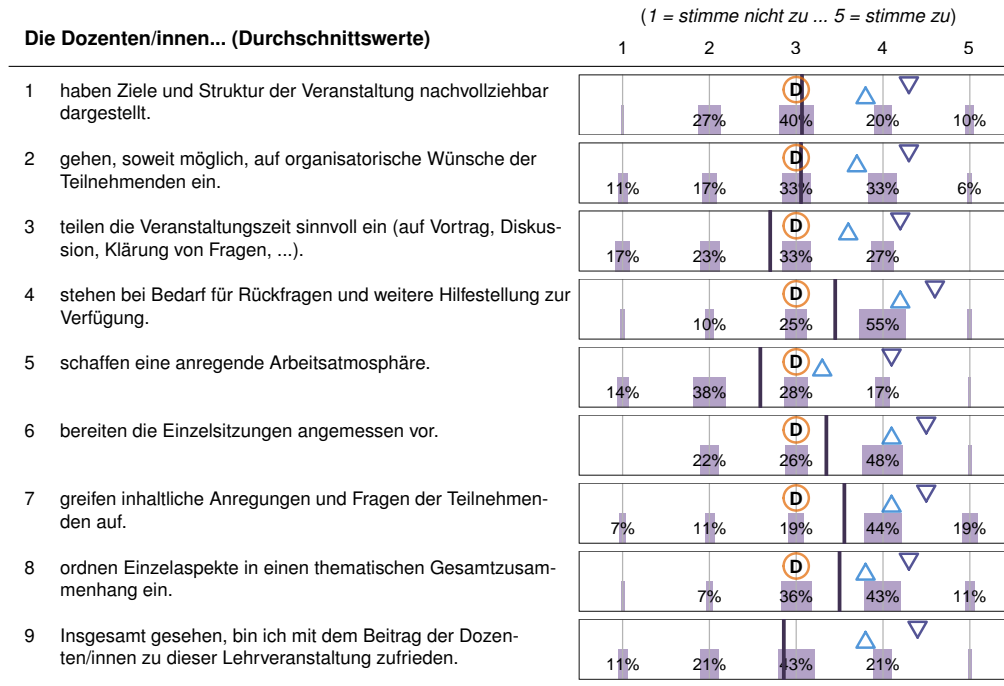 (1 = stimme nicht zu ... 5 = stimme zu)
Die Dozenten/innen... (Durchschnittswerte)
1 2 3 4 5
1 haben Ziele und Struktur der Veranstaltung nachvollziehbar
dargestellt.
D
27% 40% 20% 10%
2 gehen, soweit möglich, auf organisatorische Wünsche der
Teilnehmenden ein.
D
11% 17% 33% 33% 6%
3 teilen die Veranstaltungszeit sinnvoll ein (auf Vortrag, Diskus-
sion, Klärung von Fragen, ...).
D
17% 23% 33% 27%
4 stehen bei Bedarf für Rückfragen und weitere Hilfestellung zur
Verfügung.
D
10% 25% 55%
5 schaffen eine anregende Arbeitsatmosphäre.
D
14% 38% 28% 17%
6 bereiten die Einzelsitzungen angemessen vor.
D
22% 26% 48%
7 greifen inhaltliche Anregungen und Fragen der Teilnehmen-
den auf.
D
7% 11% 19% 44% 19%
8 ordnen Einzelaspekte in einen thematischen Gesamtzusam-
menhang ein.
D
7% 36% 43% 11%
9 Insgesamt gesehen, bin ich mit dem Beitrag der Dozen-
ten/innen zu dieser Lehrveranstaltung zufrieden.
11% 21% 43% 21%